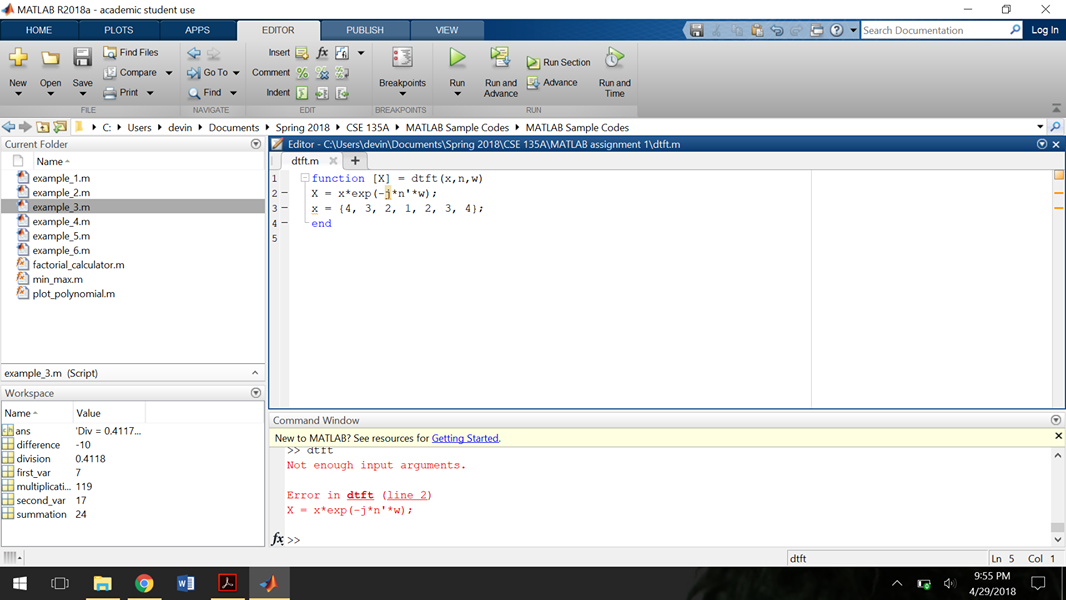 MATLAB R2018a - academic student use
HOME PLOTS APPS EDITOR PUBLISH VIEW Search Documentation Log In
New Open Save Find Files Compare Print
FILE
Go To Find
NAVIGATE
Insert fx
Comment %
Indent
EDIT
Breakpoints
BREAKPOINTS
Run Run and Advance Run Section Advance Run and Time
RUN
C: Users devin Documents Spring 2018 CSE 135A MATLAB Sample Codes MATLAB Sample Codes
Current Folder
Name
example_1.m
example_2.m
example_3.m
example_4.m
example_5.m
example_6.m
factorial_calculator.m
min_max.m
plot_polynomial.m
example_3.m (Script)
Workspace
Name Value
ans 'Div = 0.4117...
difference -10
division 0.4118
first_var 7
multiplicati... 119
second_var 17
summation 24
Editor - C:\Users\devin\Documents\Spring 2018\CSE 135A\MATLAB assignment 1\dtft.m
dtft.m
1 function [X] = dtft(x,n,w)
2 X = x*exp(-j*n'*w);
3 x = {4, 3, 2, 1, 2, 3, 4};
4 end
5
Command Window
New to MATLAB? See resources for Getting Started.
>> dtft
Not enough input arguments.
Error in dtft (line 2)
X = x*exp(-j*n'*w);
fx >>
dtft Ln 5 Col 1
9:55 PM
4/29/2018